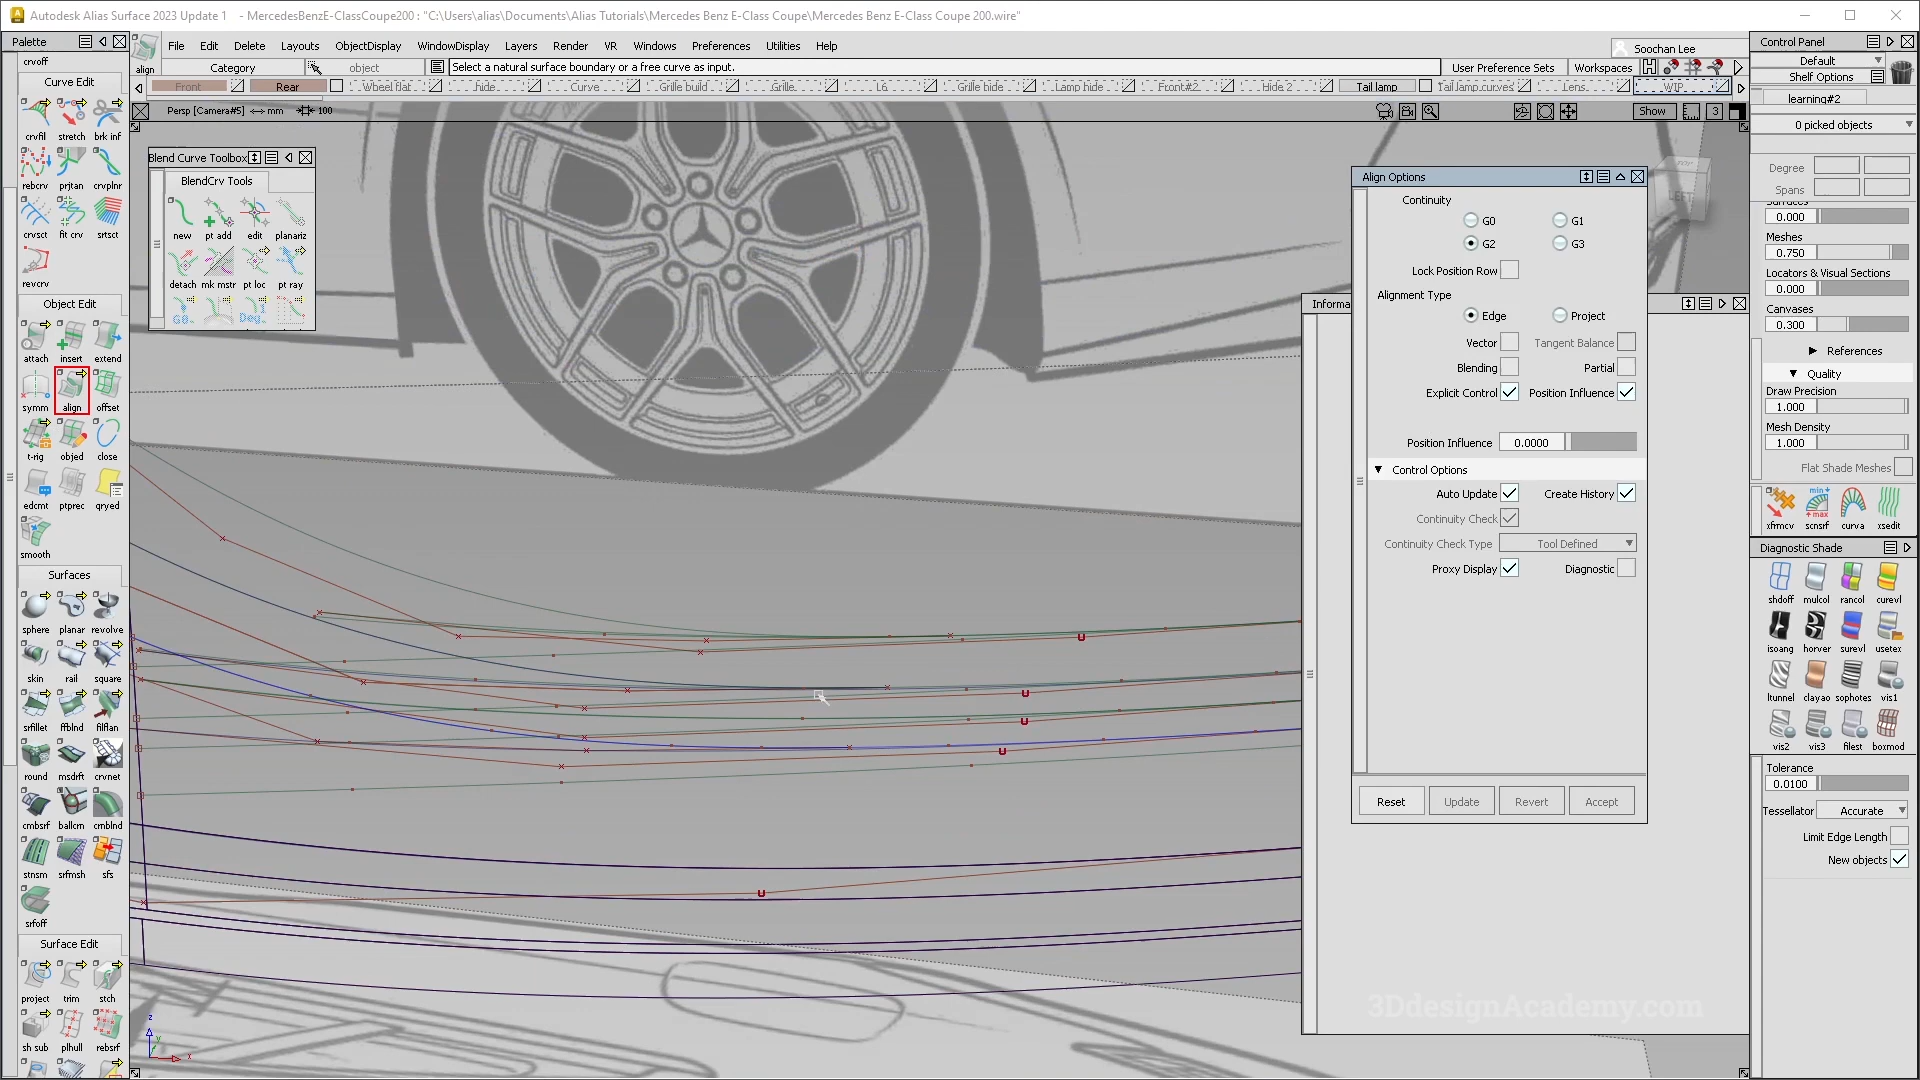 Autodesk Alias Surface 2023 Update 1 - MercedesBenzE-ClassCoupe200 : "C:\Users\alias\Documents\Alias Tutorials\Mercedes Benz E-Class Coupe\Mercedes Benz E-Class Coupe 200.wire"
Palette
File Edit Delete Layouts ObjectDisplay WindowDisplay Layers Render VR Windows Preferences Utilities Help
Soochan Lee
Control Panel
align
Category
object
Select a natural surface boundary or a free curve as input.
User Preference Sets
Workspaces
Default
Shelf Options
Front
Rear
Wheel flat
hide
Curve
Grille build
Grille
L6
Grille hide
Lamp hide
Front#2
Hide 2
Tail lamp
Tail lamp curves
Lens
WIP
learning#2
Persp [Camera#5] mm 100
Show
3
0 picked objects
crvoff
Curve Edit
crvfil stretch brk inf
rebcrv prjtan crvplnr
crvsct fit crv srtsct
revcrv
Object Edit
attach insert extend
symm align offset
t-rig objed close
edcmt ptprec qryed
smooth
Surfaces
sphere planar revolve
skin rail square
srfillet ffblnd filflan
round msdrft crvnet
cmbsrf ballcrn crnblnd
stnsm srfmsh sfs
srfoff
Surface Edit
project trim stch
sh sub plhull rebsrf
Blend Curve Toolbox
BlendCrv Tools
new pt add edit planariz
detach mk mstr pt loc pt ray
G0.. Deg..
TOP
LEFT
Align Options
Continuity
G0 G1
G2 G3
Lock Position Row
Alignment Type
Edge Project
Vector Tangent Balance
Blending Partial
Explicit Control Position Influence
Position Influence 0.0000
Control Options
Auto Update Create History
Continuity Check
Continuity Check Type Tool Defined
Proxy Display Diagnostic
Reset Update Revert Accept
Informa
U
U
U
U
U
z
y
x
3DdesignAcademy.com
Degree
Spans
Surfaces
0.000
Meshes
0.750
Locators & Visual Sections
0.000
Canvases
0.300
References
Quality
Draw Precision
1.000
Mesh Density
1.000
Flat Shade Meshes
min
max
xfrmcv scnsrf curva xsedit
Diagnostic Shade
shdoff mulcol rancol curevl
isoang horver surevl usetex
ltunnel clayao sophotes vis1
vis2 vis3 filest boxmod
Tolerance
0.0100
Tessellator Accurate
Limit Edge Length
New objects